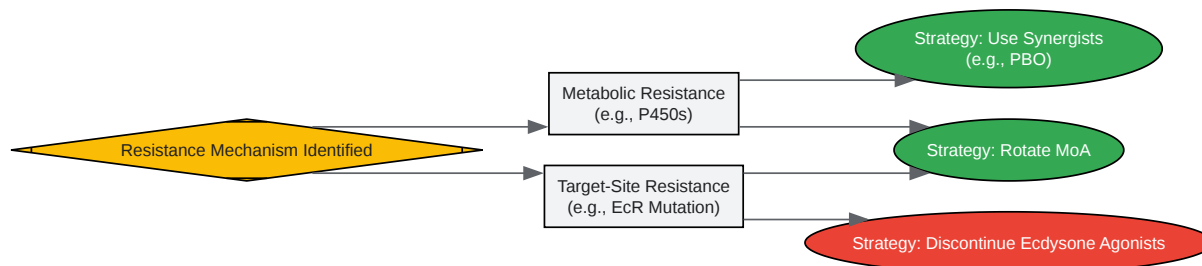 Resistance Mechanism Identified
Metabolic Resistance
(e.g., P450s)
Target-Site Resistance
(e.g., EcR Mutation)
Strategy: Use Synergists
(e.g., PBO)
Strategy: Rotate MoA
Strategy: Discontinue Ecdysone Agonists